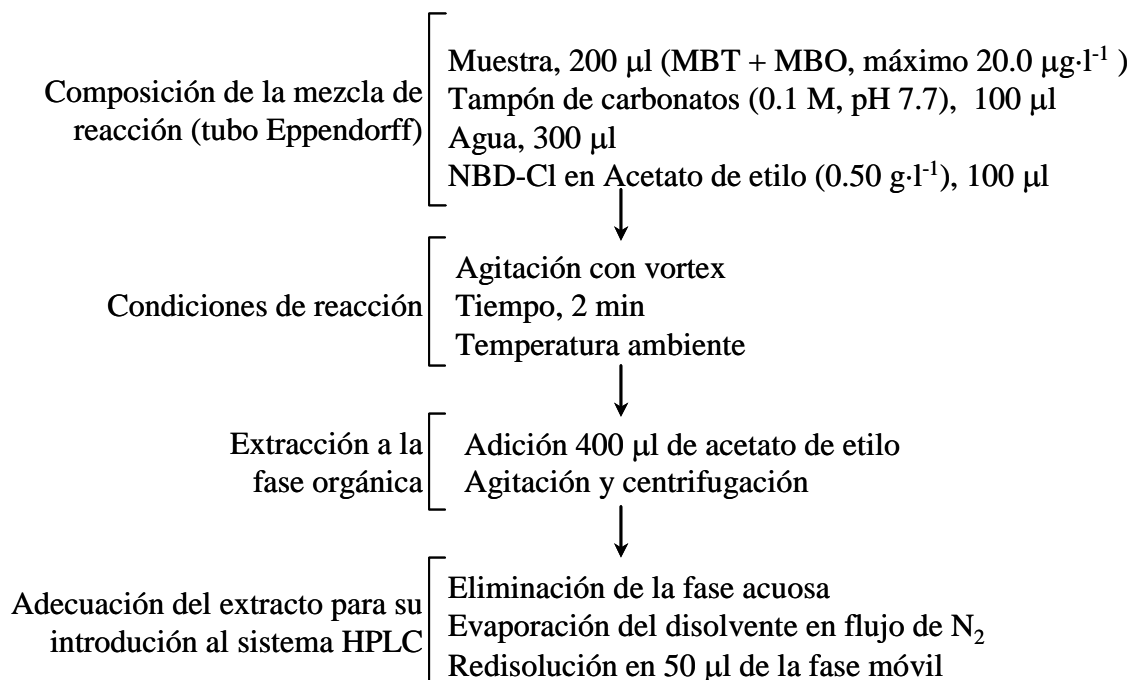 Composición de la mezcla de
reacción (tubo Eppendorff)
Muestra, 200 µl (MBT + MBO, máximo 20.0 µg·l⁻¹ )
Tampón de carbonatos (0.1 M, pH 7.7), 100 µl
Agua, 300 µl
NBD-Cl en Acetato de etilo (0.50 g·l⁻¹), 100 µl
Condiciones de reacción
Agitación con vortex
Tiempo, 2 min
Temperatura ambiente
Extracción a la
fase orgánica
Adición 400 µl de acetato de etilo
Agitación y centrifugación
Adecuación del extracto para su
introdución al sistema HPLC
Eliminación de la fase acuosa
Evaporación del disolvente en flujo de N₂
Redisolución en 50 µl de la fase móvil